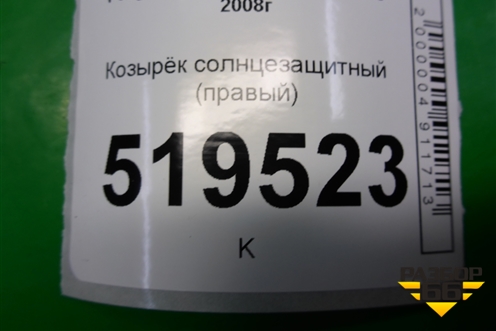 2008г
Козырёк солнцезащитный
(правый)
519523
К
2000004911713
РАЗБОР
66